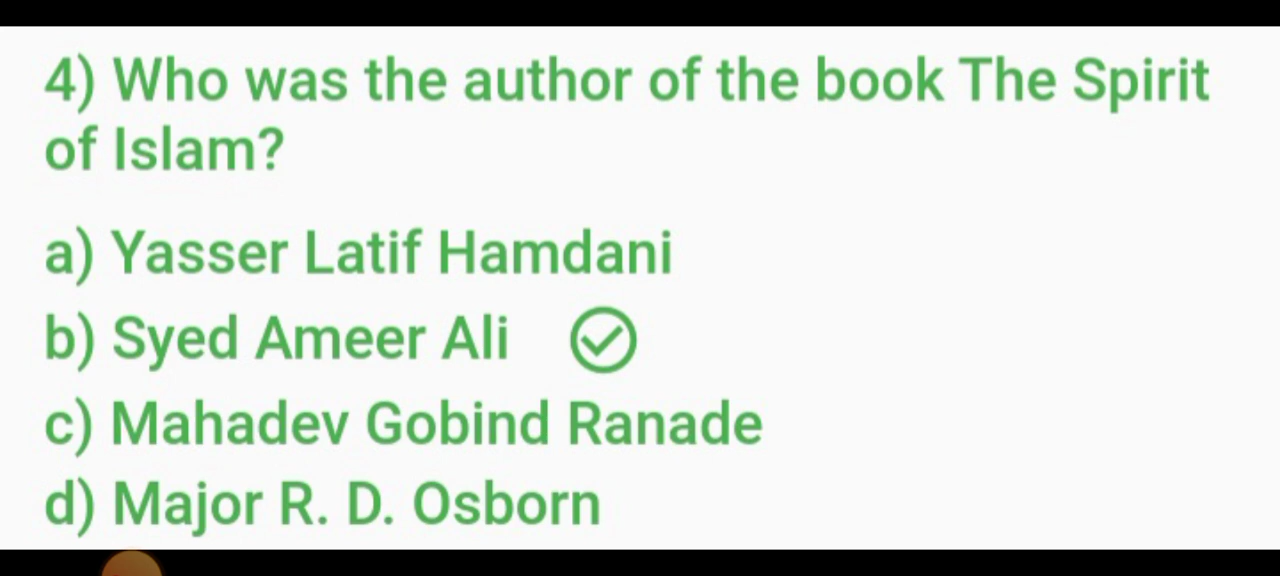 4) Who was the author of the book The Spirit
of Islam?
a) Yasser Latif Hamdani
b) Syed Ameer Ali
c) Mahadev Gobind Ranade
d) Major R. D. Osborn